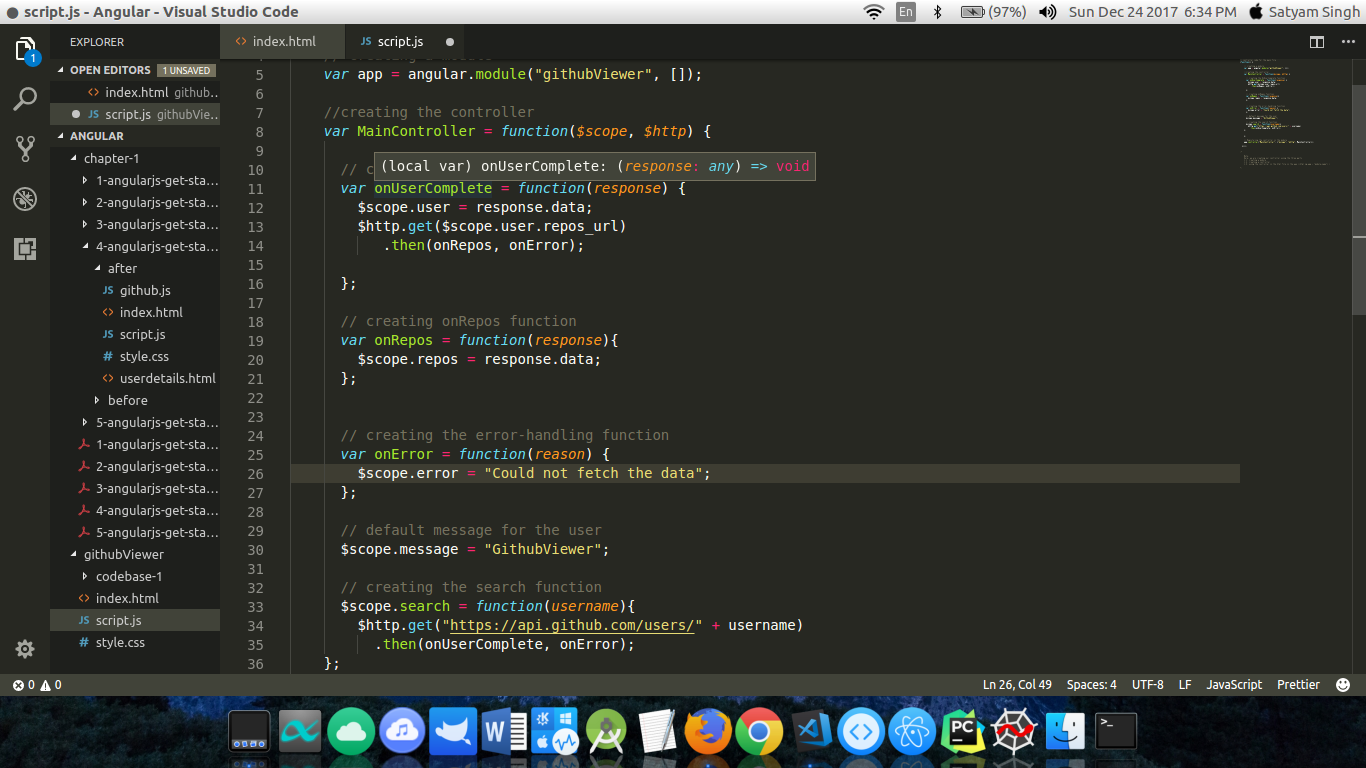 script.js - Angular - Visual Studio Code
En
(97%)
Sun Dec 24 2017 6:34 PM
Satyam Singh
EXPLORER
OPEN EDITORS
1 UNSAVED
index.html github..
script.js githubVie...
ANGULAR
chapter-1
1-angularjs-get-sta...
2-angularjs-get-sta...
3-angularjs-get-sta...
4-angularjs-get-sta...
after
github.js
index.html
script.js
style.css
userdetails.html
before
5-angularjs-get-sta...
1-angularjs-get-sta...
2-angularjs-get-sta...
3-angularjs-get-sta...
4-angularjs-get-sta...
5-angularjs-get-sta...
githubViewer
codebase-1
index.html
script.js
style.css
index.html
JS script.js
5 var app = angular.module("githubViewer", []);
6
7 //creating the controller
8 var MainController = function($scope, $http) {
9
(local var) onUserComplete: (response: any) => void
10 // c
11 var onUserComplete = function(response) {
12 $scope.user = response.data;
13 $http.get($scope.user.repos_url)
14 .then(onRepos, onError);
15
16 };
17
18 // creating onRepos function
19 var onRepos = function(response){
20 $scope.repos = response.data;
21 };
22
23
24 // creating the error-handling function
25 var onError = function(reason) {
26 $scope.error = "Could not fetch the data";
27 };
28
29 // default message for the user
30 $scope.message = "GithubViewer";
31
32 // creating the search function
33 $scope.search = function(username){
34 $http.get("https://api.github.com/users/" + username)
35 .then(onUserComplete, onError);
36 };
0 0
Ln 26, Col 49
Spaces: 4
UTF-8
LF
JavaScript
Prettier
W
PC
>_